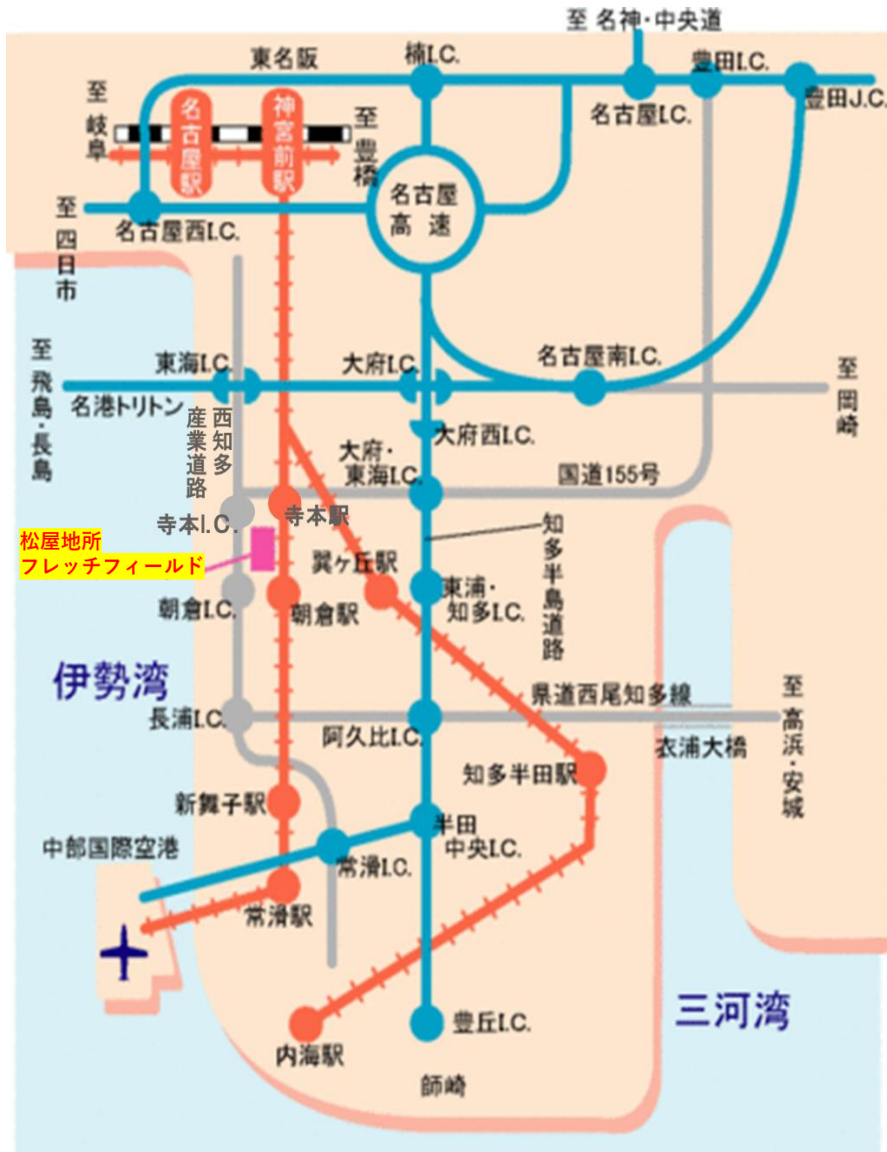 至 名神・中央道
東名阪
楠I.C.
豊田I.C.
名古屋I.C.
豊田J.C.
至 岐阜
名古屋駅
神宮前駅
至 豊橋
名古屋
高速
至 四日市
名古屋西I.C.
至 飛島・長島
東海I.C.
大府I.C.
名古屋南I.C.
至 岡崎
名港トリトン
西知多
産業道路
大府西I.C.
大府・
東海I.C.
国道155号
寺本I.C.
寺本駅
松屋地所
フレッチフィールド
巽ヶ丘駅
知多半島道路
朝倉I.C.
朝倉駅
東浦・
知多I.C.
伊勢湾
県道西尾知多線
至 高浜・安城
長浦I.C.
阿久比I.C.
衣浦大橋
知多半田駅
新舞子駅
半田
中央I.C.
中部国際空港
常滑I.C.
常滑駅
三河湾
豊丘I.C.
内海駅
師崎